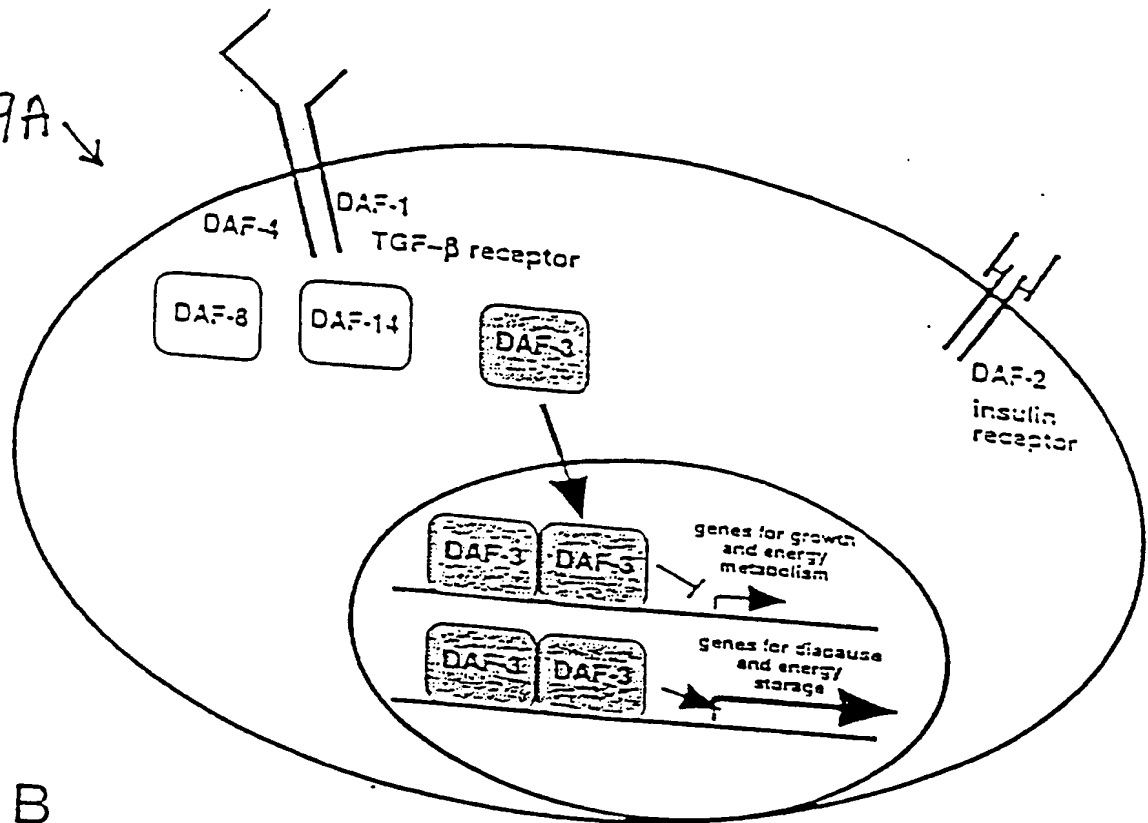 9A
DAF-4
DAF-1
TGF-β receptor
DAF-8
DAF-14
DAF-3
DAF-2
insulin
receptor
DAF-3
DAF-3
genes for growth
and energy
metabolism
DAF-3
DAF-3
genes for diapause
and energy
storage
B